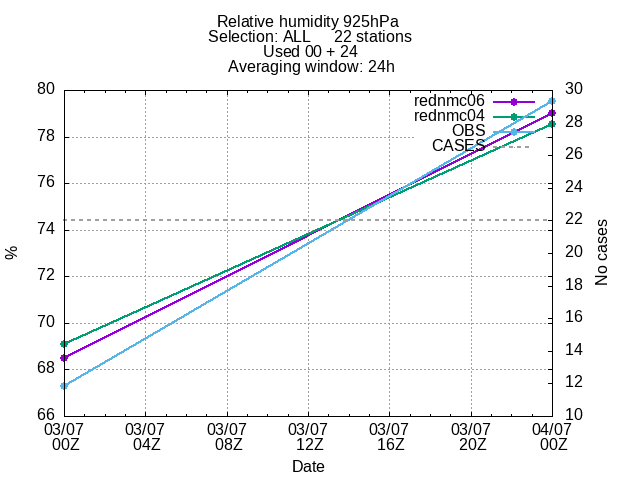 Relative humidity 925hPa
Selection: ALL 22 stations
Used 00 + 24
Averaging window: 24h
rednmc06
rednmc04
OBS
CASES
80
78
76
74
72
70
68
66
%
30
28
26
24
22
20
18
16
14
12
10
No cases
03/07 03/07 03/07 03/07 03/07 03/07 04/07
00Z 04Z 08Z 12Z 16Z 20Z 00Z
Date